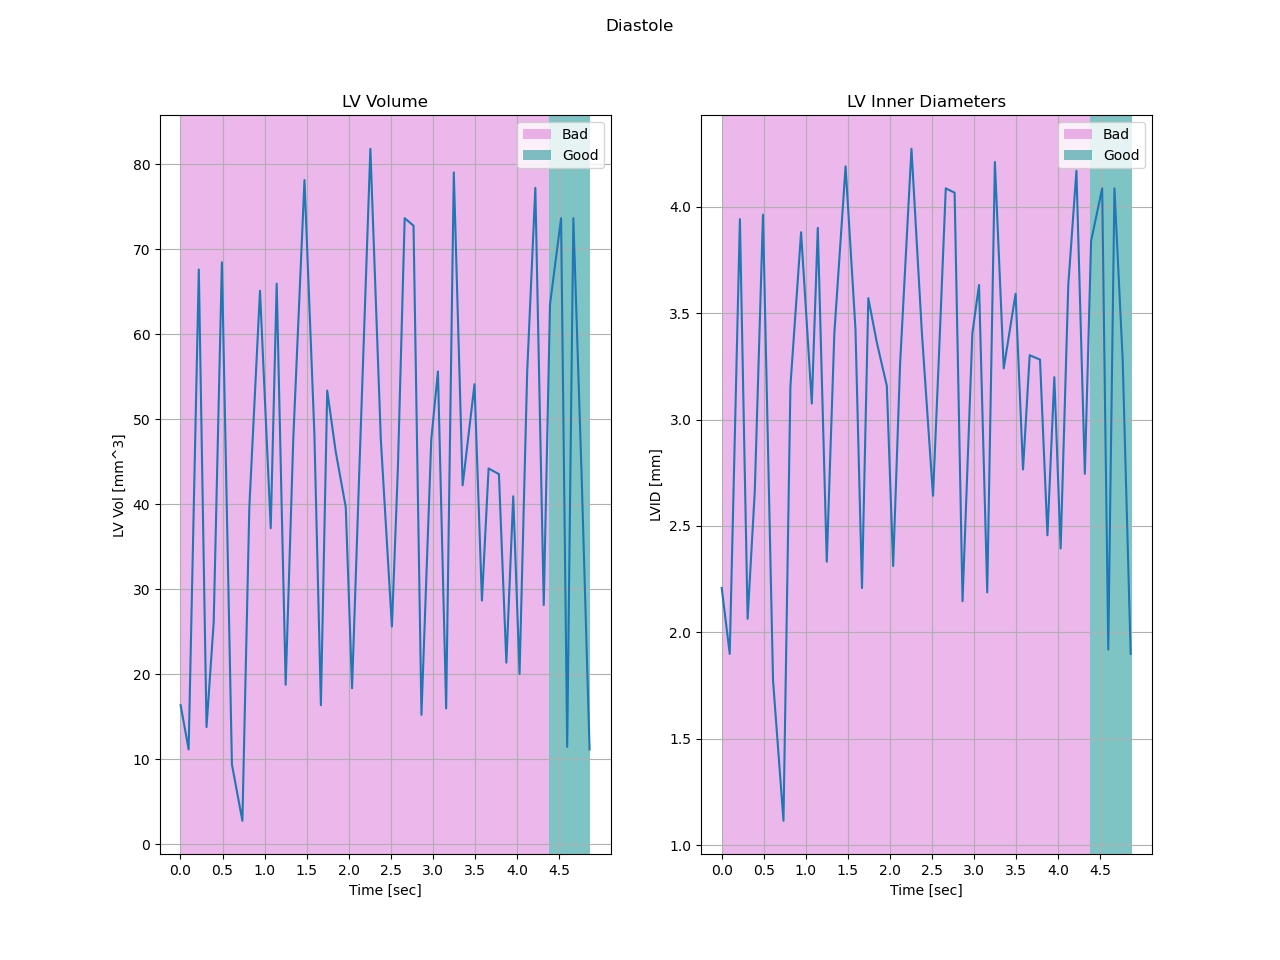 Diastole
LV Volume
Bad
Good
80
70
60
50
40
30
20
10
0
LV Vol [mm^3]
0.0 0.5 1.0 1.5 2.0 2.5 3.0 3.5 4.0 4.5
Time [sec]
LV Inner Diameters
Bad
Good
4.0
3.5
3.0
2.5
2.0
1.5
1.0
LVID [mm]
0.0 0.5 1.0 1.5 2.0 2.5 3.0 3.5 4.0 4.5
Time [sec]